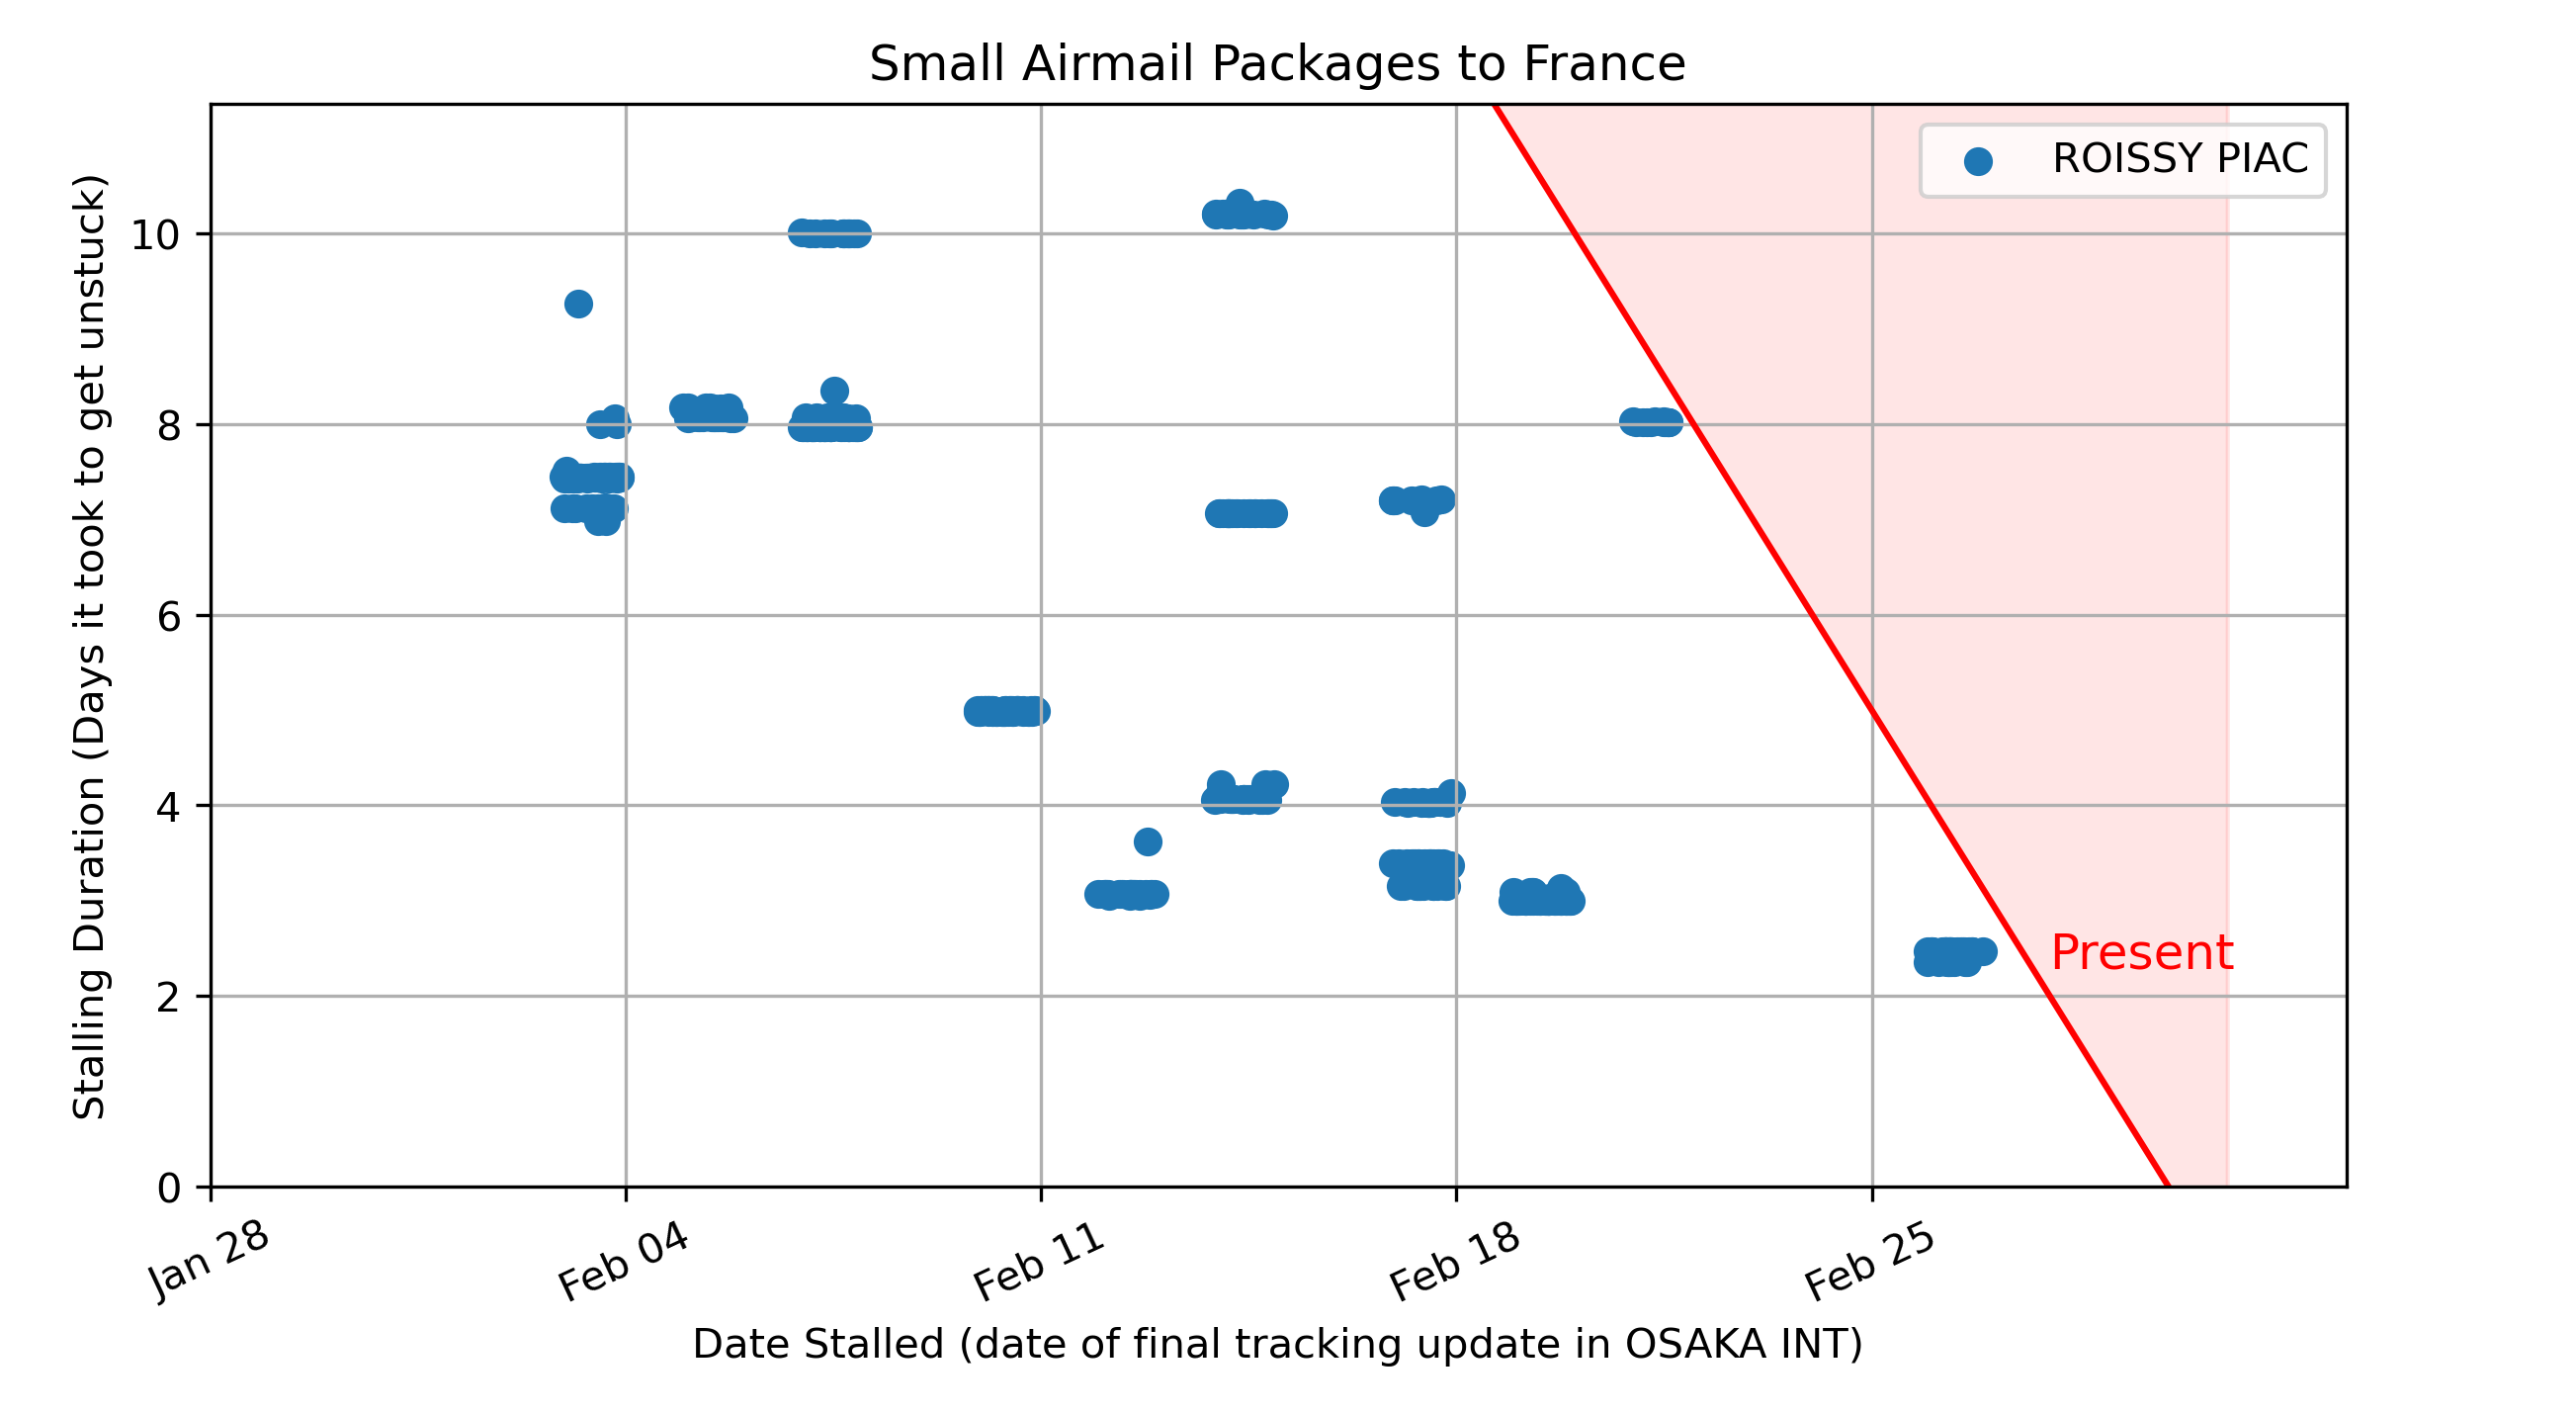 Small Airmail Packages to France
ROISSY PIAC
Stalling Duration (Days it took to get unstuck)
10
8
6
4
2
0
Present
Jan 28
Feb 04
Feb 11
Feb 18
Feb 25
Date Stalled (date of final tracking update in OSAKA INT)